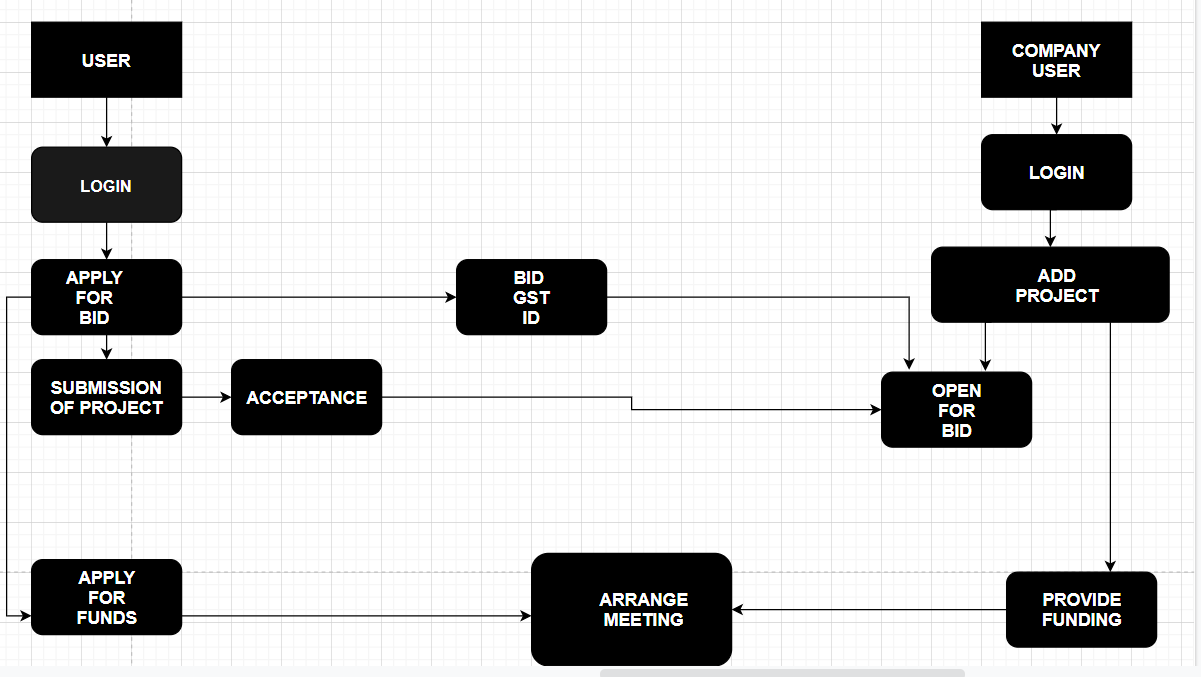 USER
COMPANY
USER
LOGIN
LOGIN
APPLY
FOR
BID
BID
GST
ID
ADD
PROJECT
SUBMISSION
OF PROJECT
ACCEPTANCE
OPEN
FOR
BID
APPLY
FOR
FUNDS
ARRANGE
MEETING
PROVIDE
FUNDING